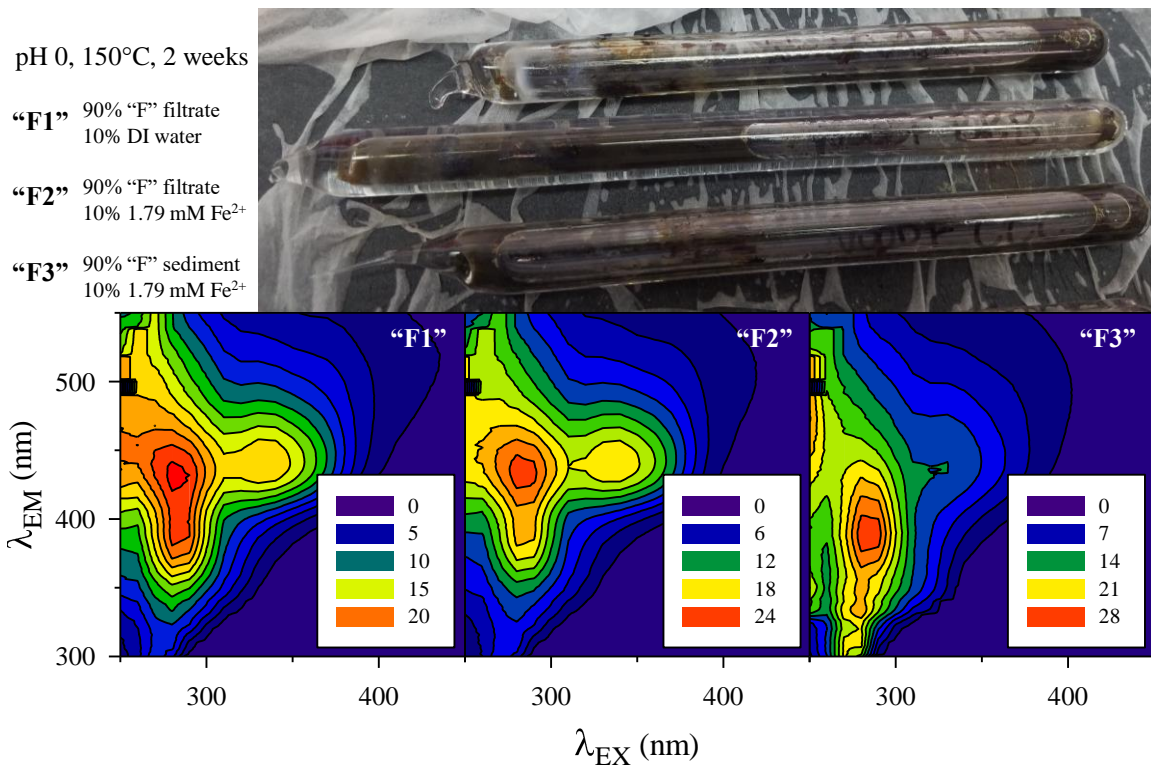 pH 0, 150°C, 2 weeks
“F1” 90% “F” filtrate
10% DI water
“F2” 90% “F” filtrate
10% 1.79 mM Fe²⁺
“F3” 90% “F” sediment
10% 1.79 mM Fe²⁺
“F1”
“F2”
“F3”
500
400
300
λEM (nm)
0
5
10
15
20
0
6
12
18
24
0
7
14
21
28
300 400 300 400 300 400
λEX (nm)